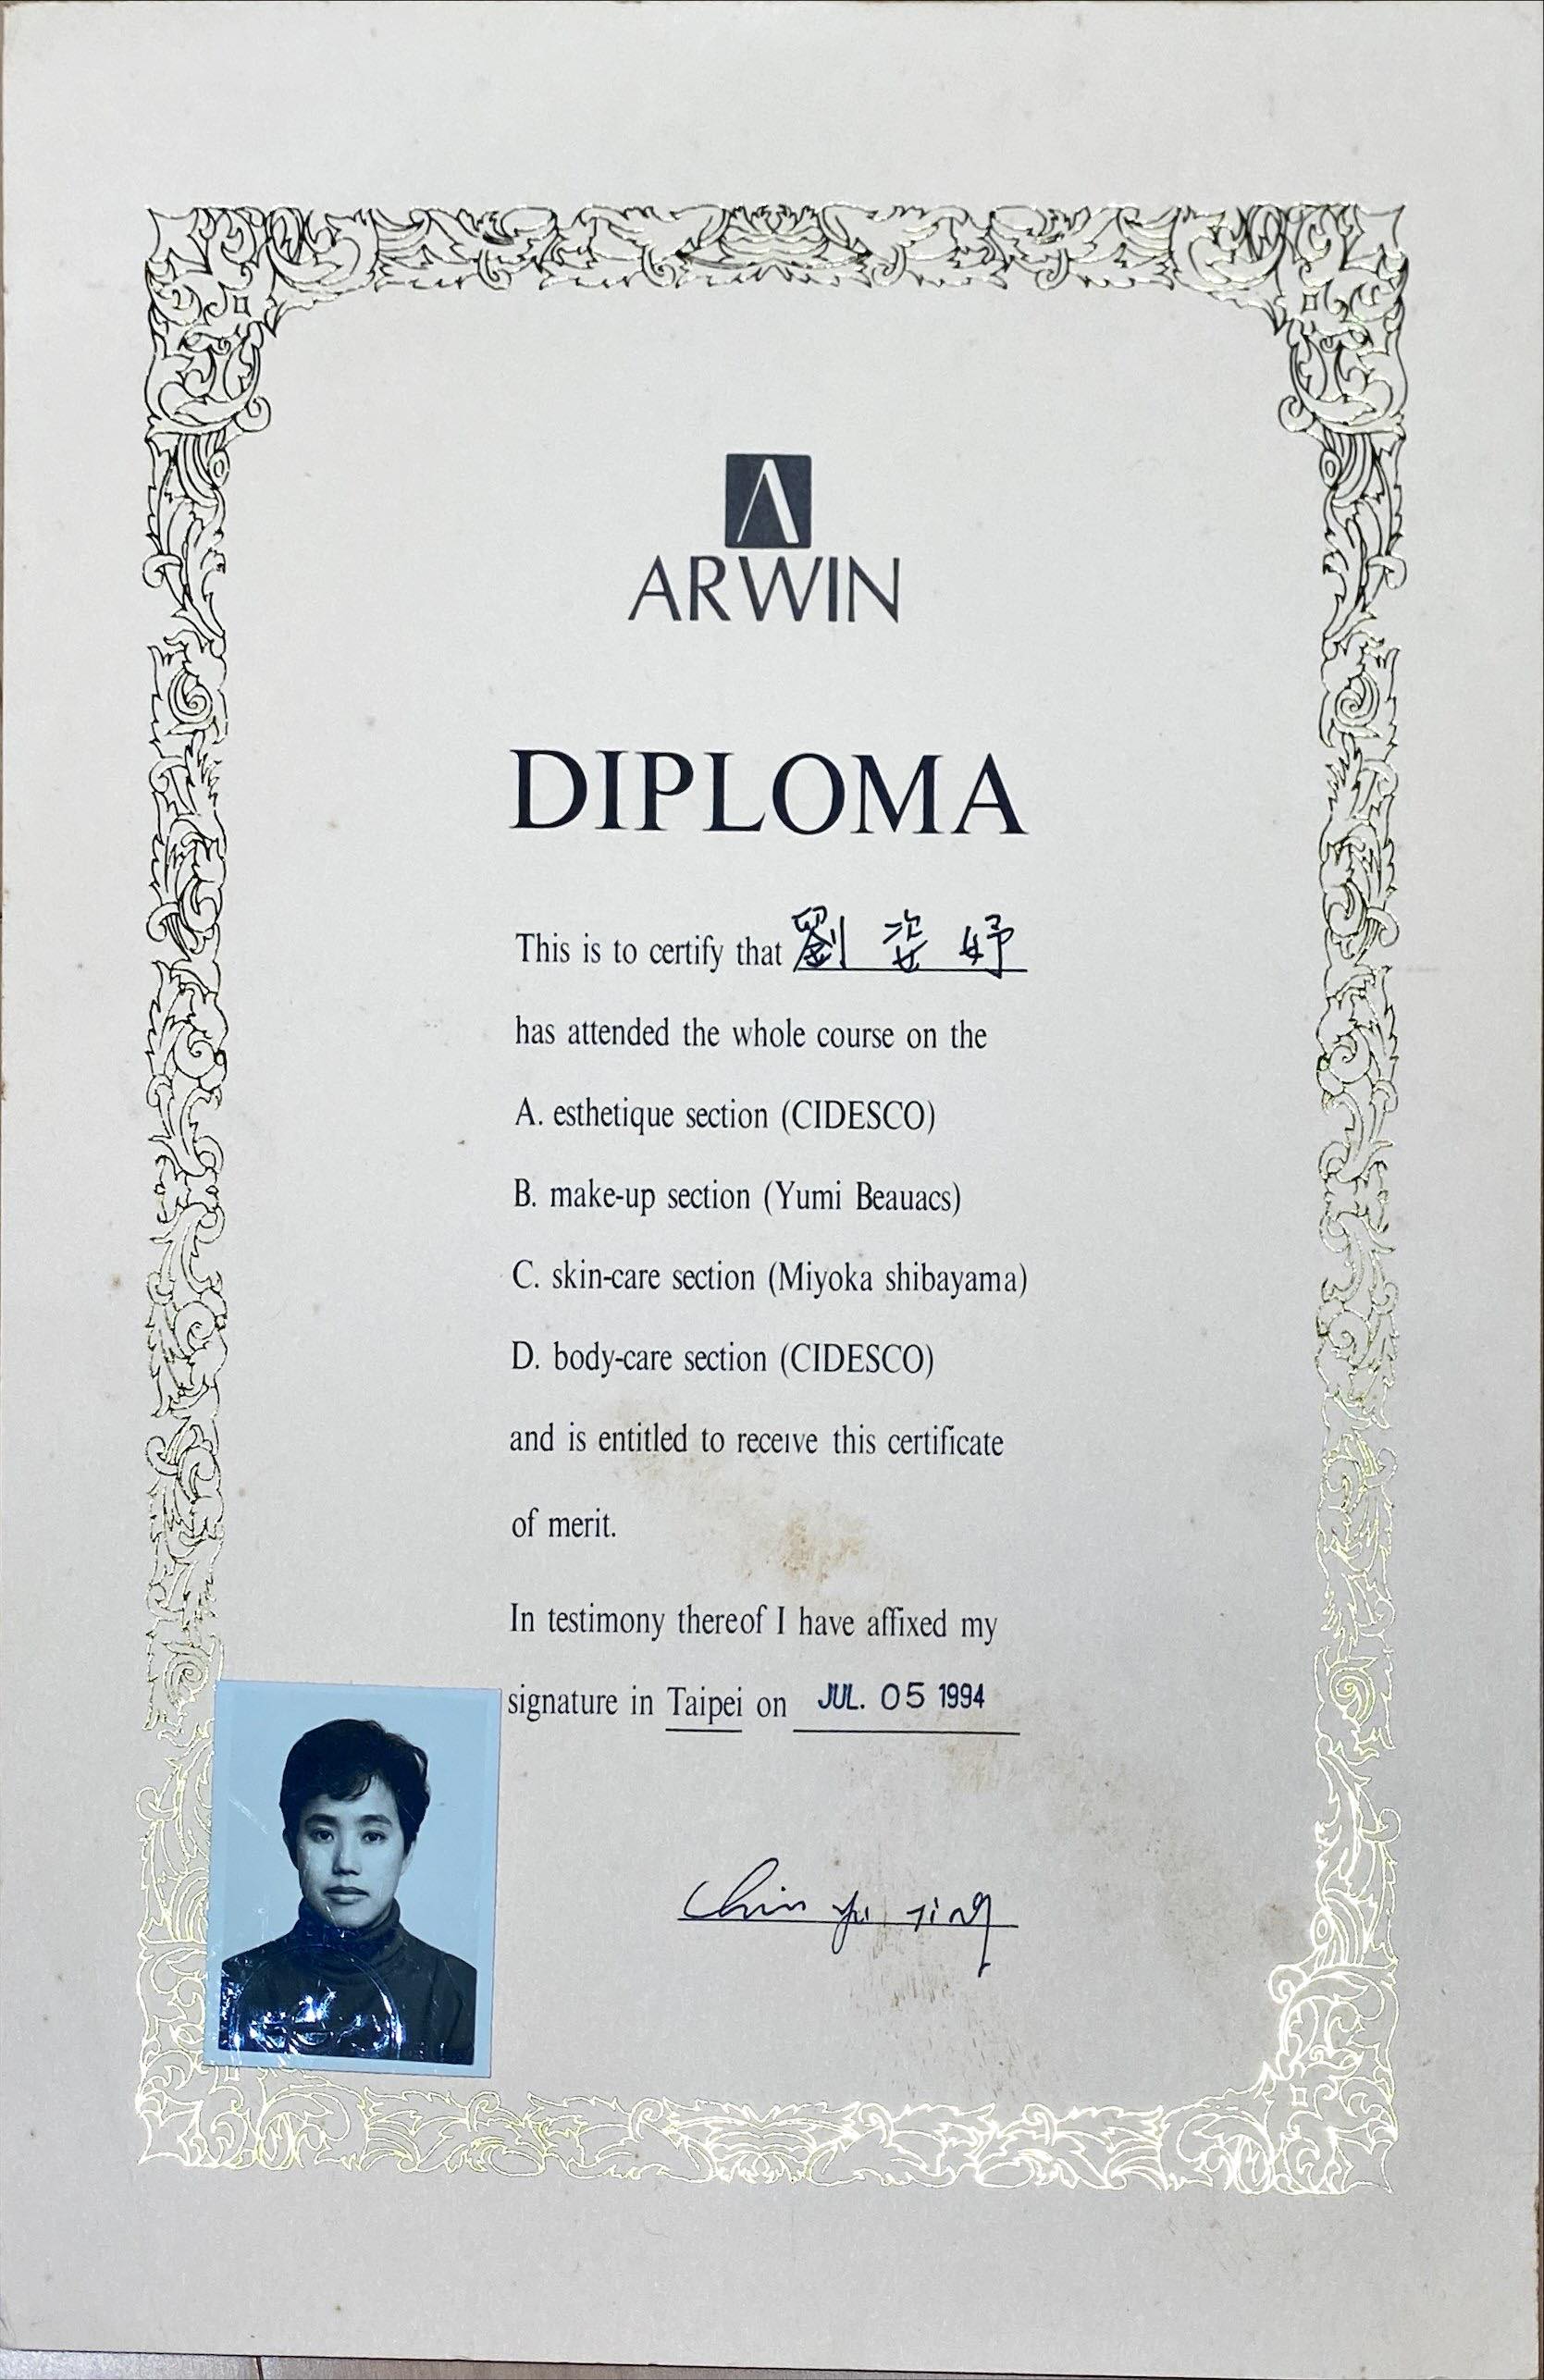 ARWIN
DIPLOMA
This is to certify that 劉姿妤
has attended the whole course on the
A. esthetique section (CIDESCO)
B. make-up section (Yumi Beauacs)
C. skin-care section (Miyoka shibayama)
D. body-care section (CIDESCO)
and is entitled to receive this certificate
of merit.
In testimony thereof I have affixed my
signature in Taipei on JUL. 05 1994
Chin